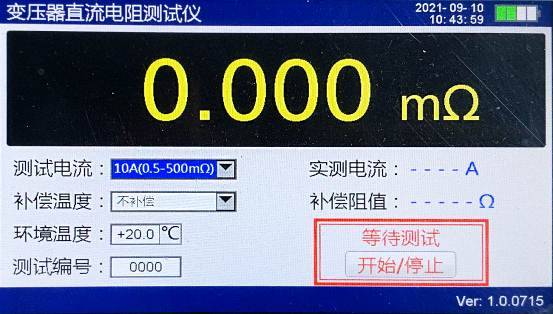 变压器直流电阻测试仪
2021-09-10
10:43:59
0.000 mΩ
测试电流：10A(0.5-500mΩ)
实测电流：---- A
补偿温度：不补偿
补偿阻值：----- Ω
环境温度：+20.0 ℃
等待测试
测试编号：0000
开始/停止
Ver: 1.0.0715